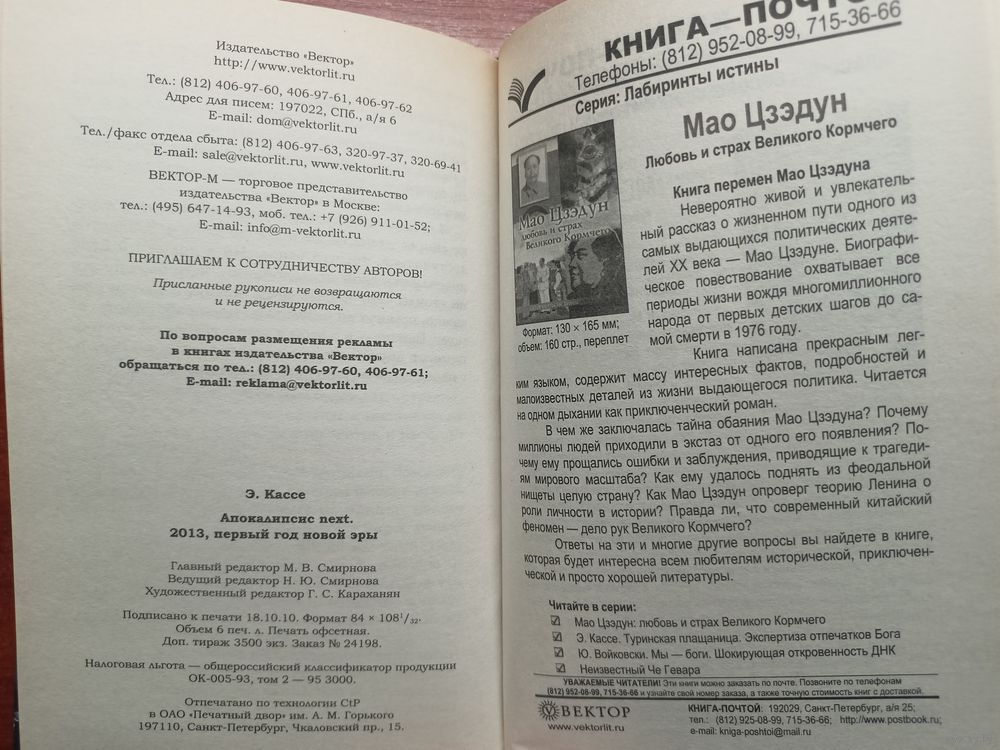 Издательство «Вектор»
http://www.vektorlit.ru
Тел.: (812) 406-97-60, 406-97-61, 406-97-62
Адрес для писем: 197022, СПб., а/я 6
E-mail: dom@vektorlit.ru
Тел./факс отдела сбыта: (812) 406-97-63, 320-97-37, 320-69-41
E-mail: sale@vektorlit.ru, www.vektorlit.ru
ВЕКТОР-М — торговое представительство
издательства «Вектор» в Москве:
тел.: (495) 647-14-93, моб. тел.: +7 (926) 911-01-52;
E-mail: info@m-vektorlit.ru
ПРИГЛАШАЕМ К СОТРУДНИЧЕСТВУ АВТОРОВ!
Присланные рукописи не возвращаются
и не рецензируются.
По вопросам размещения рекламы
в книгах издательства «Вектор»
обращаться по тел.: (812) 406-97-60, 406-97-61;
E-mail: reklama@vektorlit.ru
Э. Кассе
Апокалипсис next.
2013, первый год новой эры
Главный редактор М. В. Смирнова
Ведущий редактор Н. Ю. Смирнова
Художественный редактор Г. С. Караханян
Подписано к печати 18.10.10. Формат 84 × 108 1/32.
Объем 6 печ. л. Печать офсетная.
Доп. тираж 3500 экз. Заказ № 24198.
Налоговая льгота — общероссийский классификатор продукции
ОК-005-93, том 2 — 95 3000.
Отпечатано по технологии CtP
в ОАО «Печатный двор» им. А. М. Горького
197110, Санкт-Петербург, Чкаловский пр., 15.
КНИГА—ПОЧТО
Телефоны: (812) 952-08-99, 715-36-66
Серия: Лабиринты истины
Мао Цзэдун
Любовь и страх Великого Кормчего
Мао Цзэдун
любовь и страх
Великого Кормчего
Формат: 130 × 165 мм;
объем: 160 стр., переплет
Книга перемен Мао Цзэдуна
Невероятно живой и увлекатель-
ный рассказ о жизненном пути одного из
самых выдающихся политических деяте-
лей XX века — Мао Цзэдуне. Биографи-
ческое повествование охватывает все
периоды жизни вождя многомиллионного
народа от первых детских шагов до са-
мой смерти в 1976 году.
Книга написана прекрасным лег-
ким языком, содержит массу интересных фактов, подробностей и
малоизвестных деталей из жизни выдающегося политика. Читается
на одном дыхании как приключенческий роман.
В чем же заключалась тайна обаяния Мао Цзэдуна? Почему
миллионы людей приходили в экстаз от одного его появления? По-
чему ему прощались ошибки и заблуждения, приводящие к трагеди-
ям мирового масштаба? Как ему удалось поднять из феодальной
нищеты целую страну? Как Мао Цзэдун опроверг теорию Ленина о
роли личности в истории? Правда ли, что современный китайский
феномен — дело рук Великого Кормчего?
Ответы на эти и многие другие вопросы вы найдете в книге,
которая будет интересна всем любителям исторической, приключен-
ческой и просто хорошей литературы.
Читайте в серии:
Мао Цзэдун: любовь и страх Великого Кормчего
Э. Кассе. Туринская плащаница. Экспертиза отпечатков Бога
Ю. Войковски. Мы — боги. Шокирующая откровенность ДНК
Неизвестный Че Гевара
УВАЖАЕМЫЕ ЧИТАТЕЛИ! Эти книги можно заказать по почте. Позвоните по телефонам
(812) 952-08-99, 715-36-66 и узнайте свой номер заказа, а также точную стоимость книг с доставкой.
ВЕКТОР
www.vektorlit.ru
КНИГА-ПОЧТОЙ: 192029, Санкт-Петербург, а/я 25;
тел.: (812) 925-08-99, 715-36-66; http://www.postbook.ru;
e-mail: kniga-poshtoi@mail.ru